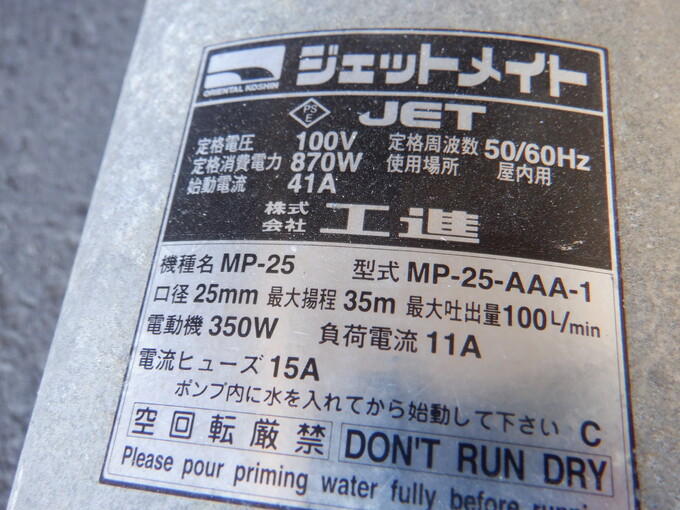 ジェットメイト
ORIENTAL KOSHIN
PS
E
JET
定格電圧 100V 定格周波数 50/60Hz
定格消費電力 870W 使用場所 屋内用
始動電流 41A
株式会社 工進
機種名 MP-25 型式 MP-25-AAA-1
口径 25mm 最大揚程 35m 最大吐出量 100L/min
電動機 350W 負荷電流 11A
電流ヒューズ 15A
ポンプ内に水を入れてから始動して下さい C
空回転厳禁 DON'T RUN DRY
Please pour priming water fully before